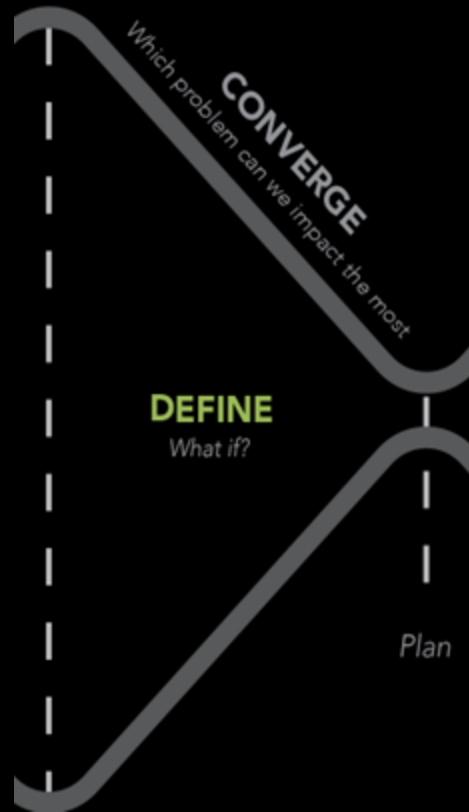 CONVERGE
Which problem can we impact the most
DEFINE
What if?
Plan